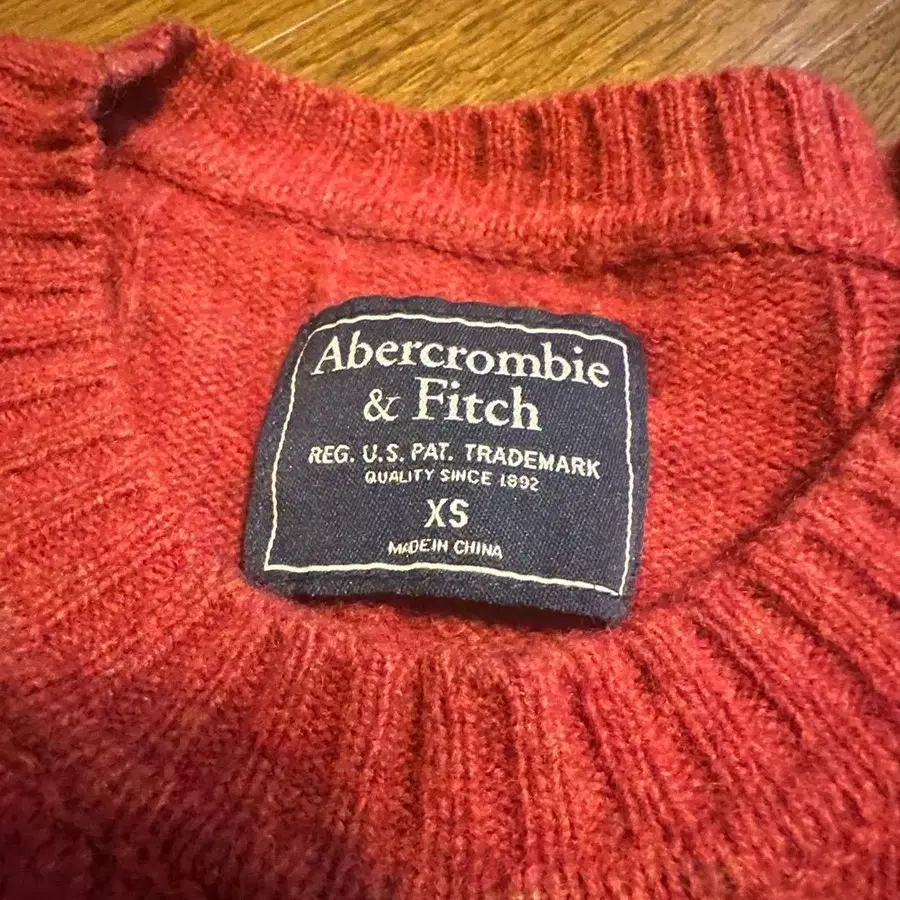 Abercrombie
& Fitch
REG. U.S. PAT. TRADEMARK
QUALITY SINCE 1892
XS
MADE IN CHINA